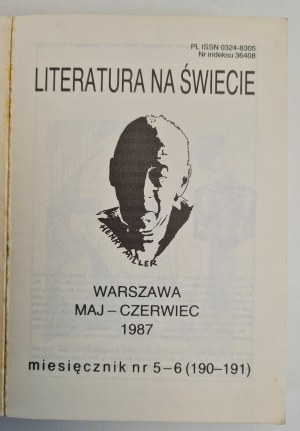 PL ISSN 0324-8305
Nr indeksu 36408
LITERATURA NA ŚWIECIE
HENRY MILLER
WARSZAWA
MAJ – CZERWIEC
1987
miesięcznik nr 5–6 (190–191)